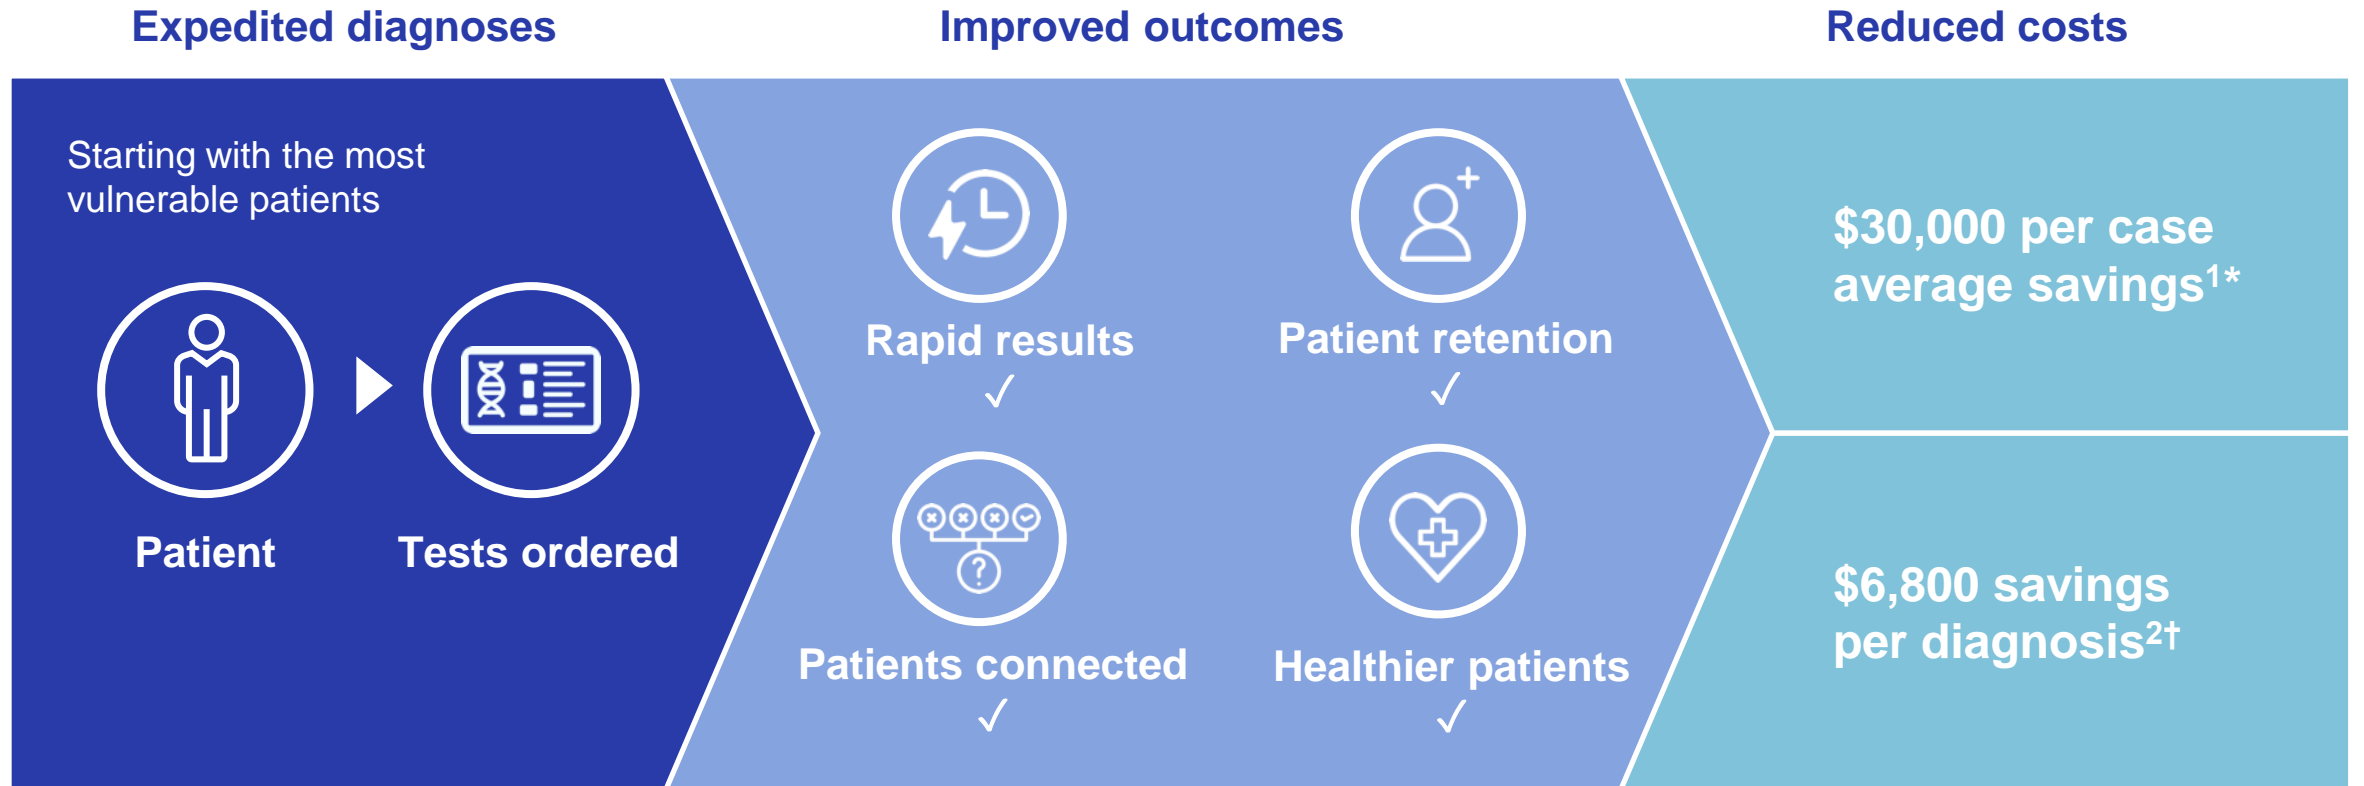 Expedited diagnoses
Improved outcomes
Reduced costs
Starting with the most
vulnerable patients
Patient
Tests ordered
Rapid results
✓
Patient retention
✓
?
Patients connected
✓
Healthier patients
✓
$30,000 per case
average savings¹*
$6,800 savings
per diagnosis²†